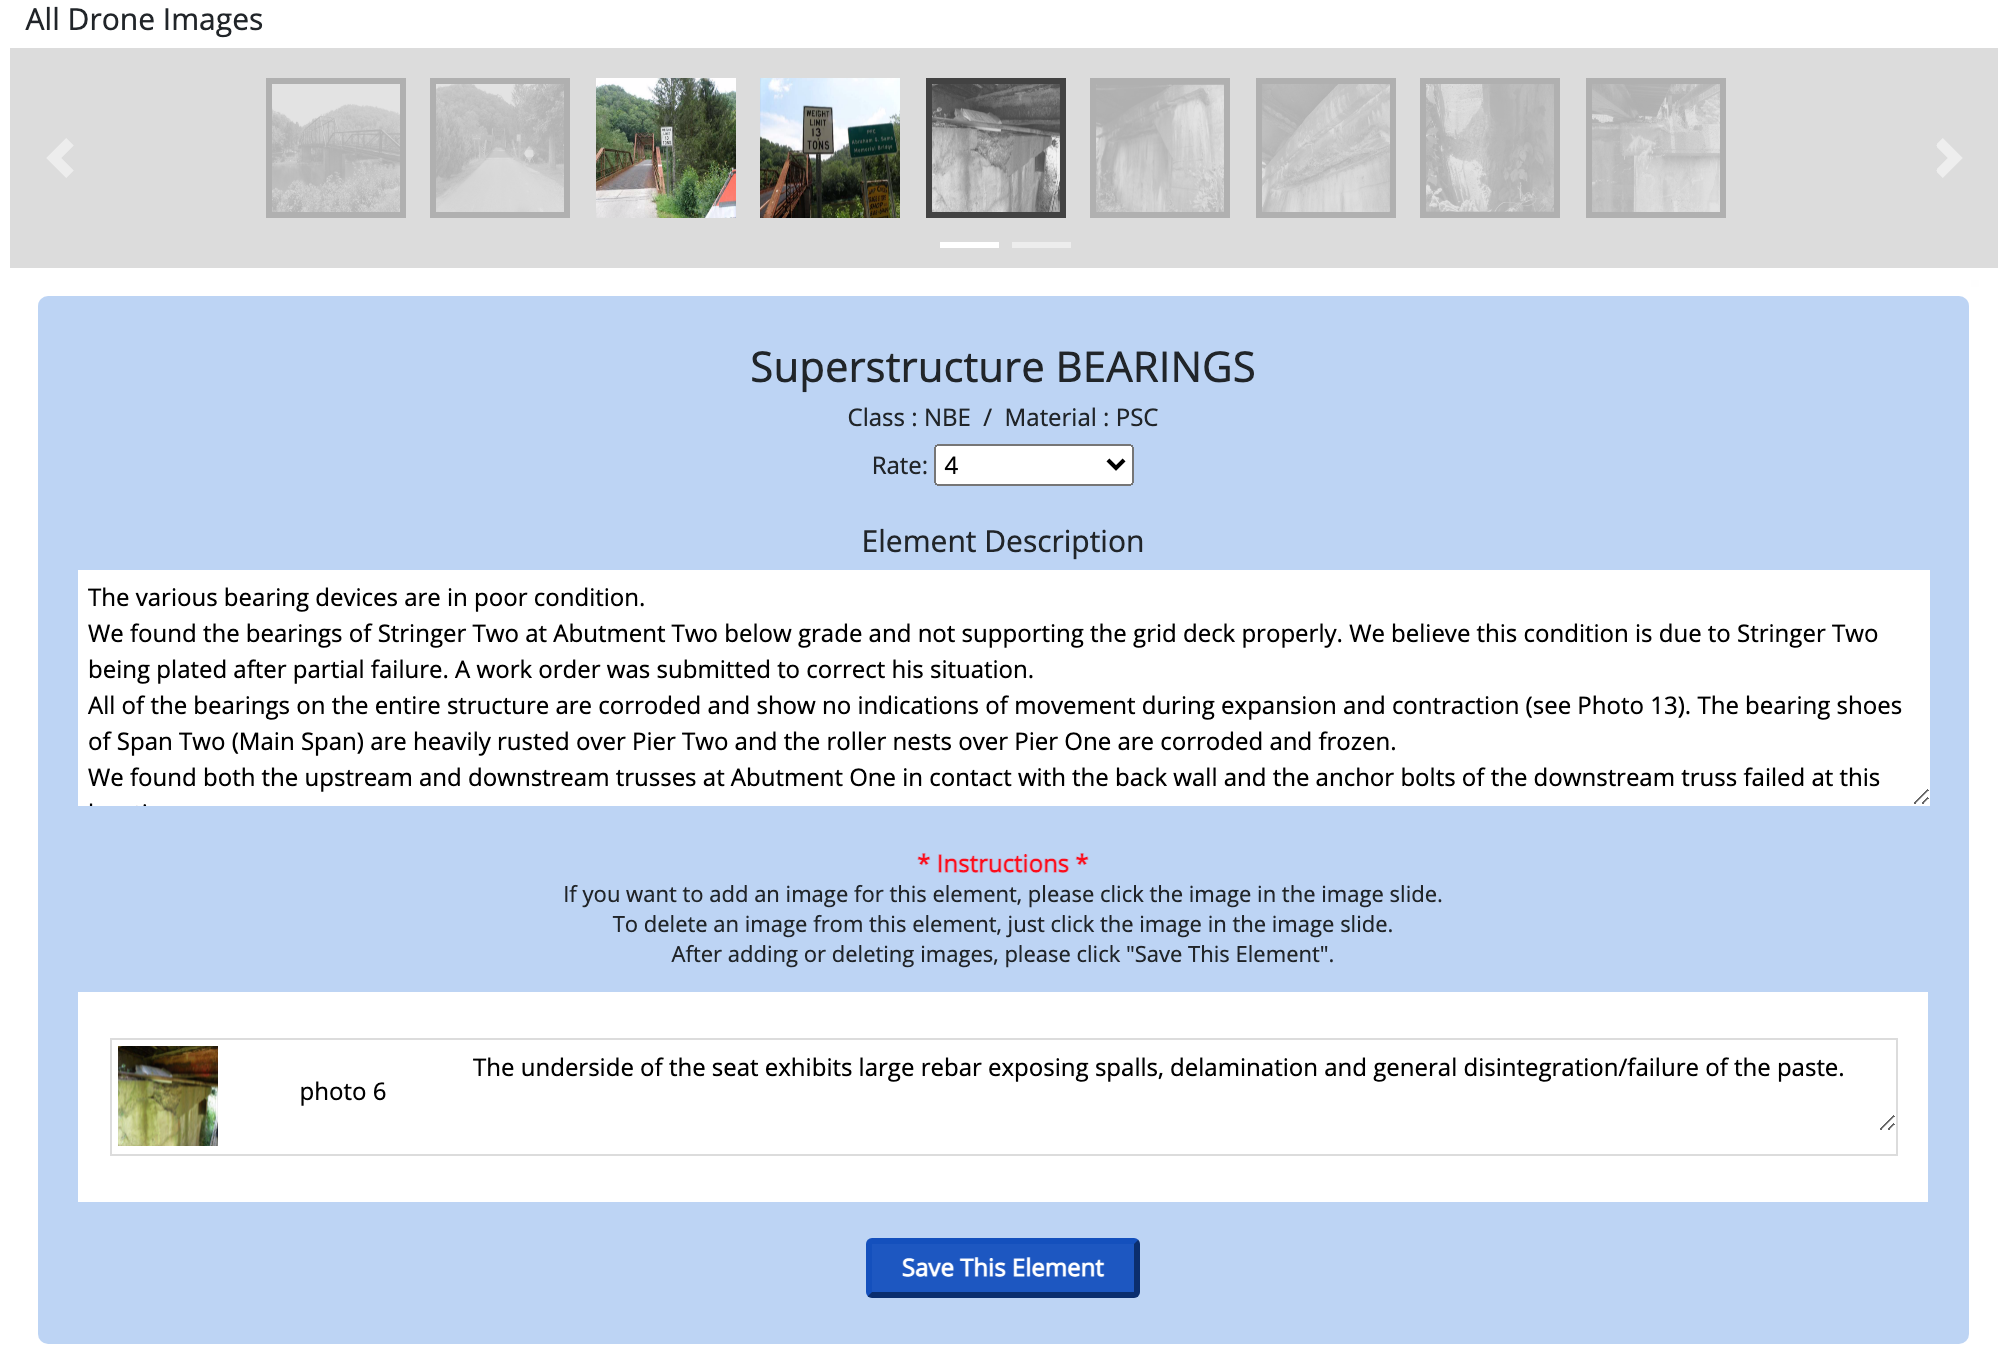 All Drone Images
WEIGHT
LIMIT
13
TONS
Memorial Bridge
Superstructure BEARINGS
Class : NBE / Material : PSC
Rate: 4
Element Description
The various bearing devices are in poor condition.
We found the bearings of Stringer Two at Abutment Two below grade and not supporting the grid deck properly. We believe this condition is due to Stringer Two
being plated after partial failure. A work order was submitted to correct his situation.
All of the bearings on the entire structure are corroded and show no indications of movement during expansion and contraction (see Photo 13). The bearing shoes
of Span Two (Main Span) are heavily rusted over Pier Two and the roller nests over Pier One are corroded and frozen.
We found both the upstream and downstream trusses at Abutment One in contact with the back wall and the anchor bolts of the downstream truss failed at this
* Instructions *
If you want to add an image for this element, please click the image in the image slide.
To delete an image from this element, just click the image in the image slide.
After adding or deleting images, please click "Save This Element".
photo 6
The underside of the seat exhibits large rebar exposing spalls, delamination and general disintegration/failure of the paste.
Save This Element